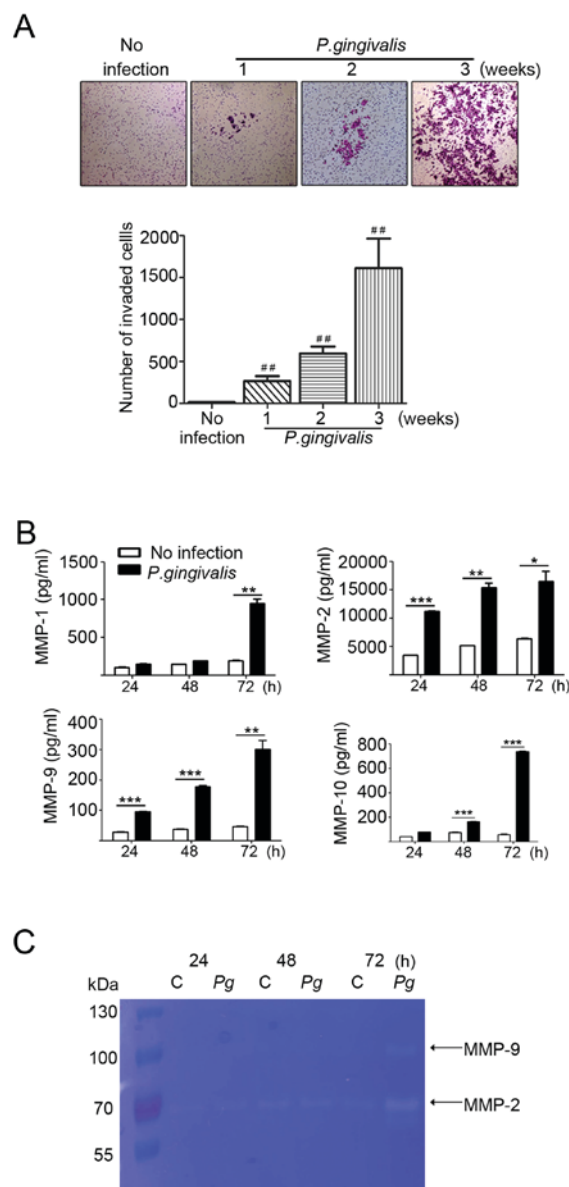 A
No infection
P.gingivalis
1 2 3 (weeks)
Number of invaded cellls
2000
1500
1000
500
0
##
##
##
No infection
1 2 3 (weeks)
P.gingivalis
B
No infection
P.gingivalis
MMP-1 (pg/ml)
1500
1000
500
**
24 48 72 (h)
MMP-2 (pg/ml)
20000
15000
10000
5000
***
**
*
24 48 72 (h)
MMP-9 (pg/ml)
400
300
200
100
***
***
**
24 48 72 (h)
MMP-10 (pg/ml)
800
600
400
200
***
***
24 48 72 (h)
C
24 48 72 (h)
kDa C Pg C Pg C Pg
130
100
70
55
MMP-9
MMP-2